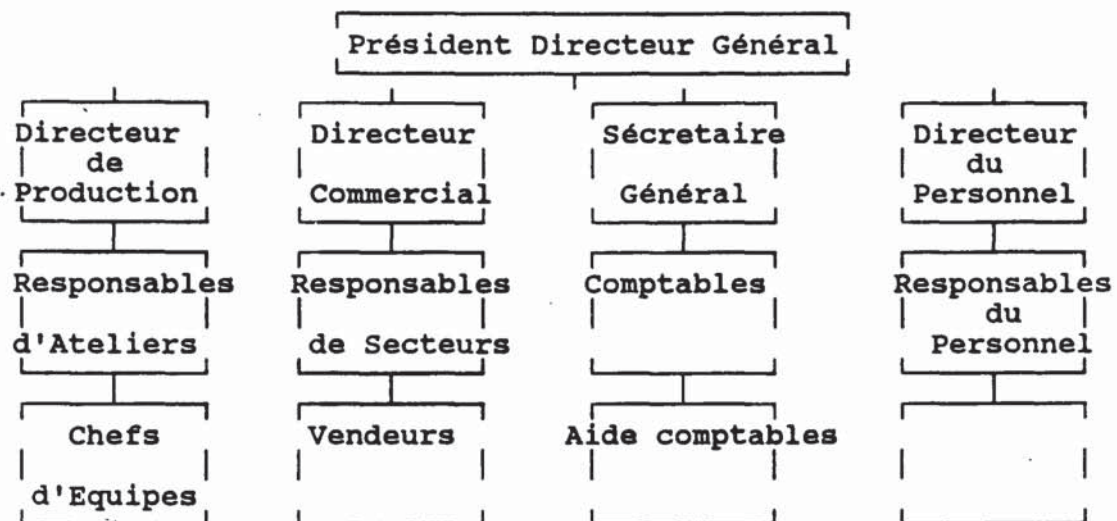 Président Directeur Général
Directeur
de
Production
Directeur
Commercial
Sécretaire
Général
Directeur
du
Personnel
Responsables
d'Ateliers
Responsables
de Secteurs
Comptables
Responsables
du
Personnel
Chefs
d'Equipes
Vendeurs
Aide comptables